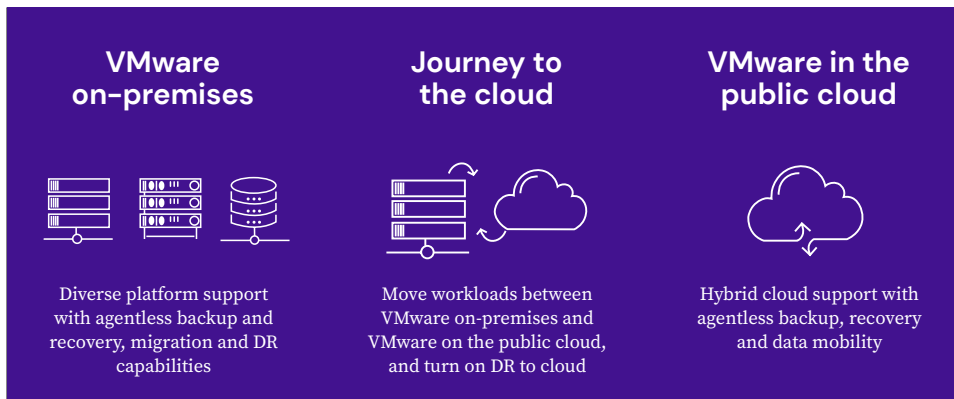 VMware
on-premises
Diverse platform support
with agentless backup and
recovery, migration and DR
capabilities
Journey to
the cloud
Move workloads between
VMware on-premises and
VMware on the public cloud,
and turn on DR to cloud
VMware in the
public cloud
Hybrid cloud support with
agentless backup, recovery
and data mobility